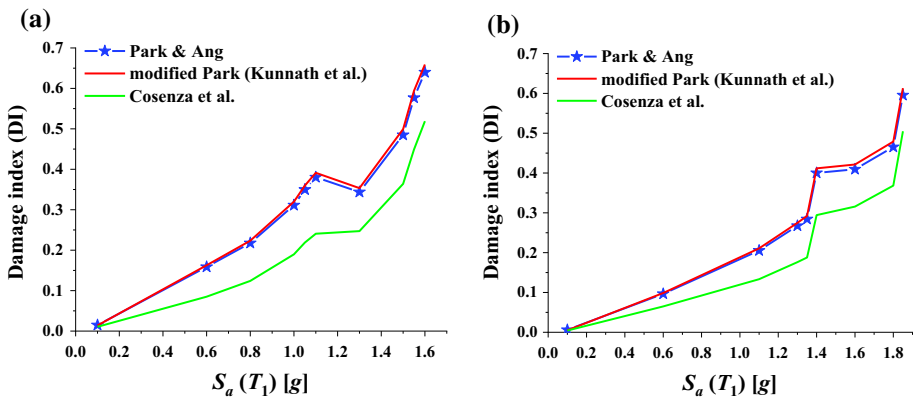 (a)
Park & Ang
modified Park (Kunnath et al.)
Cosenza et al.
Damage index (DI)
0.7
0.6
0.5
0.4
0.3
0.2
0.1
0.0
0.0 0.2 0.4 0.6 0.8 1.0 1.2 1.4 1.6
Sa (T1) [g]
(b)
Park & Ang
modified Park (Kunnath et al.)
Cosenza et al.
Damage index (DI)
0.7
0.6
0.5
0.4
0.3
0.2
0.1
0.0
0.0 0.2 0.4 0.6 0.8 1.0 1.2 1.4 1.6 1.8
Sa (T1) [g]